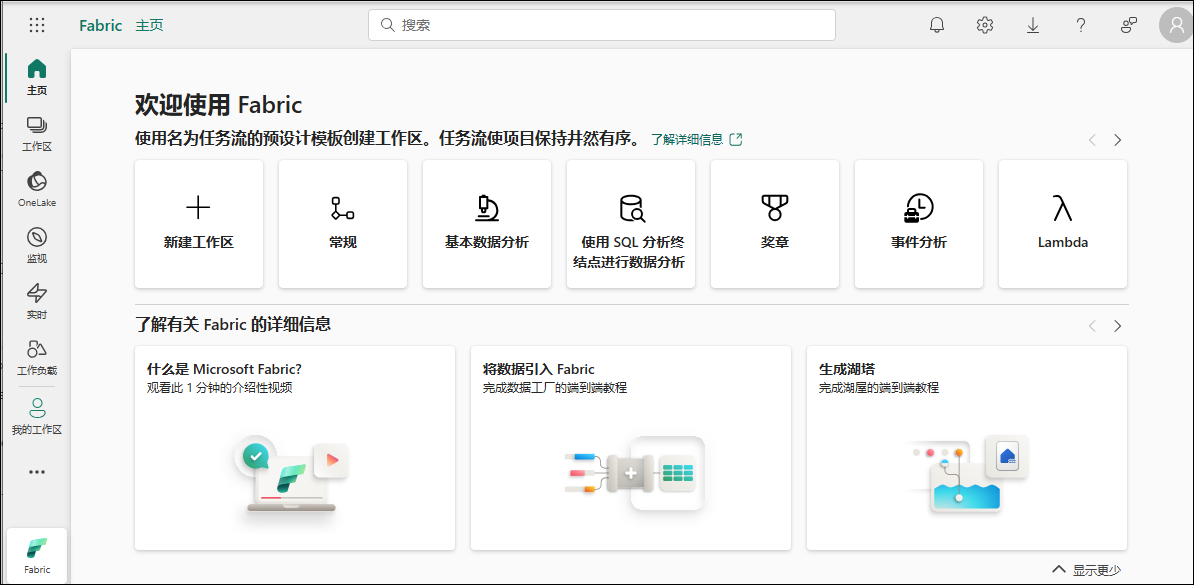 Fabric 主页
搜索
主页
工作区
OneLake
监视
实时
工作负载
我的工作区
Fabric
欢迎使用 Fabric
使用名为任务流的预设计模板创建工作区。任务流使项目保持井然有序。 了解详细信息
新建工作区
常规
基本数据分析
使用 SQL 分析终
结点进行数据分析
奖章
事件分析
Lambda
了解有关 Fabric 的详细信息
什么是 Microsoft Fabric?
观看此 1 分钟的介绍性视频
将数据引入 Fabric
完成数据工厂的端到端教程
生成湖塔
完成湖屋的端到端教程
显示更少